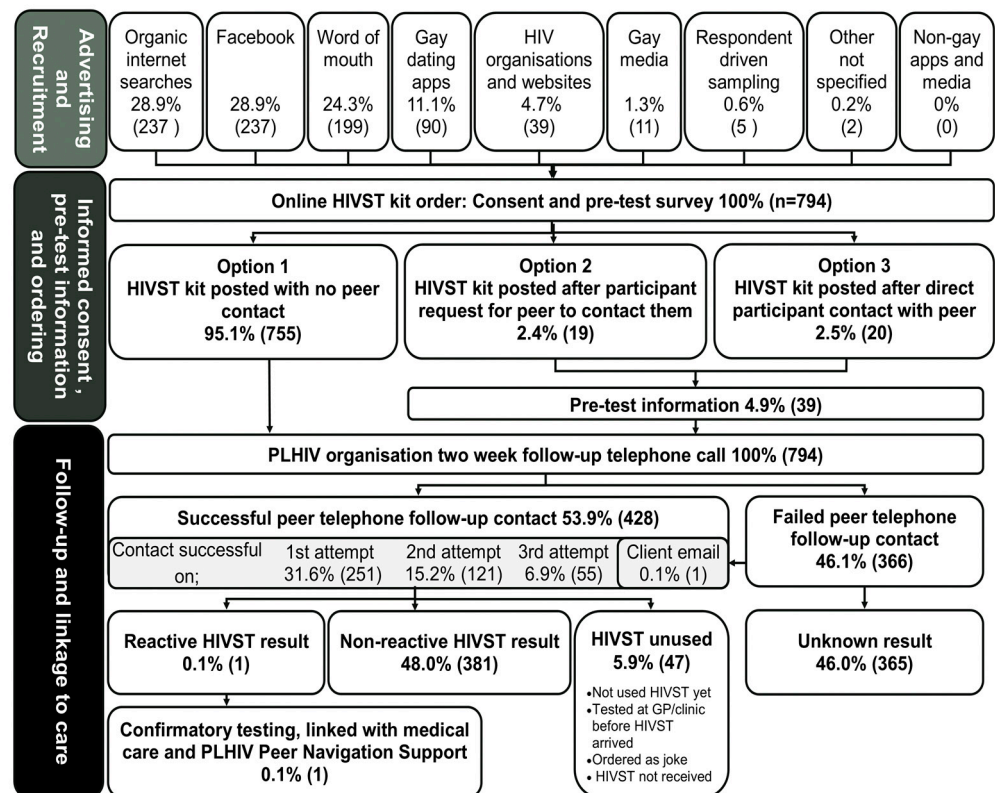 Advertising
and
Recruitment
Organic
internet
searches
28.9%
(237 )
Facebook
28.9%
(237)
Word of
mouth
24.3%
(199)
Gay
dating
apps
11.1%
(90)
HIV
organisations
and websites
4.7%
(39)
Gay
media
1.3%
(11)
Respondent
driven
sampling
0.6%
(5 )
Other
not
specified
0.2%
(2)
Non-gay
apps and
media
0%
(0)
Informed consent ,
pre-test information
and ordering
Online HIVST kit order: Consent and pre-test survey 100% (n=794)
Option 1
HIVST kit posted with no peer
contact
95.1% (755)
Option 2
HIVST kit posted after participant
request for peer to contact them
2.4% (19)
Option 3
HIVST kit posted after direct
participant contact with peer
2.5% (20)
Pre-test information 4.9% (39)
Follow-up and linkage to care
PLHIV organisation two week follow-up telephone call 100% (794)
Successful peer telephone follow-up contact 53.9% (428)
Contact successful
on;
1st attempt
31.6% (251)
2nd attempt
15.2% (121)
3rd attempt
6.9% (55)
Client email
0.1% (1)
Failed peer telephone
follow-up contact
46.1% (366)
Reactive HIVST result
0.1% (1)
Non-reactive HIVST result
48.0% (381)
HIVST unused
5.9% (47)
•Not used HIVST yet
•Tested at GP/clinic
before HIVST
arrived
•Ordered as joke
• HIVST not received
Unknown result
46.0% (365)
Confirmatory testing, linked with medical
care and PLHIV Peer Navigation Support
0.1% (1)